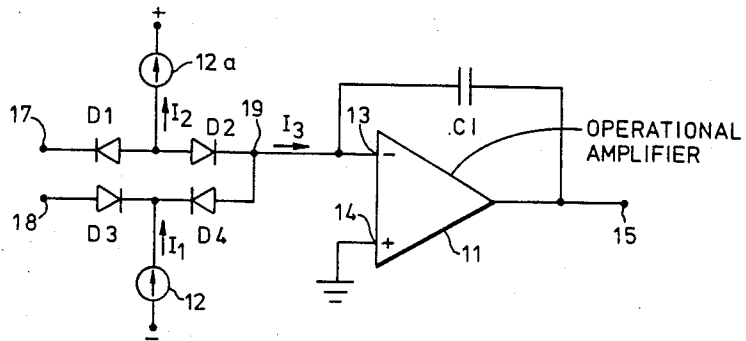 +
12a
17
D1
I2
D2
19
I3
13
.C1
-
OPERATIONAL
AMPLIFIER
18
D3
I1
D4
14
+
11
15
12
-